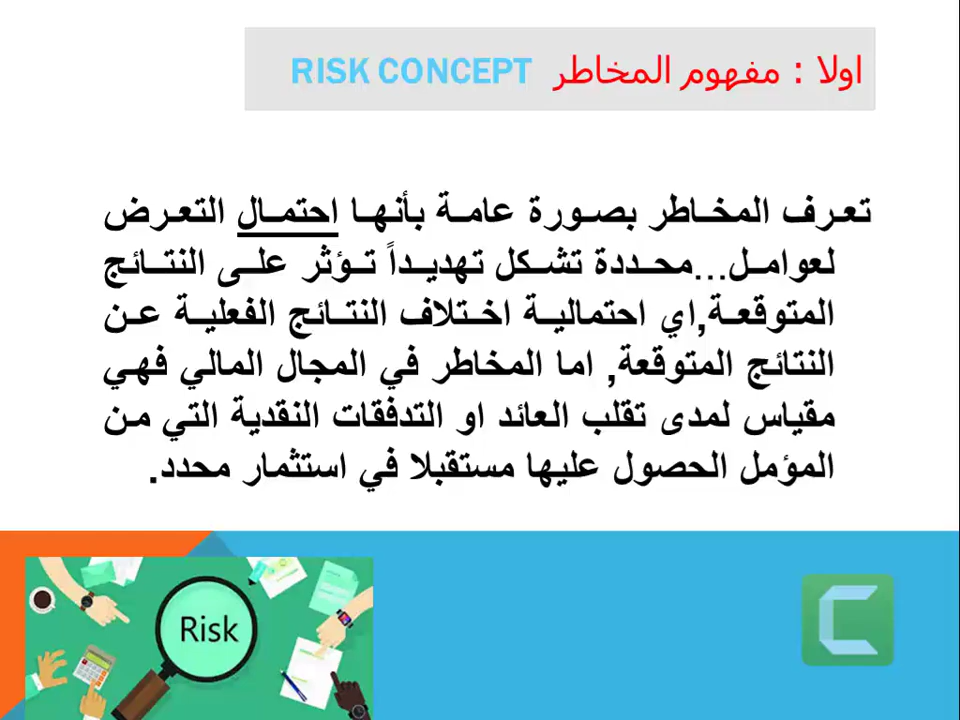 اولا : مفهوم المخاطر RISK CONCEPT
تعرف المخاطر بصورة عامة بأنها احتمال التعرض
لعوامل...محددة تشكل تهديداً تؤثر على النتائج
المتوقعة,اي احتمالية اختلاف النتائج الفعلية عن
النتائج المتوقعة, اما المخاطر في المجال المالي فهي
مقياس لمدى تقلب العائد او التدفقات النقدية التي من
المؤمل الحصول عليها مستقبلا في استثمار محدد.
Risk
C